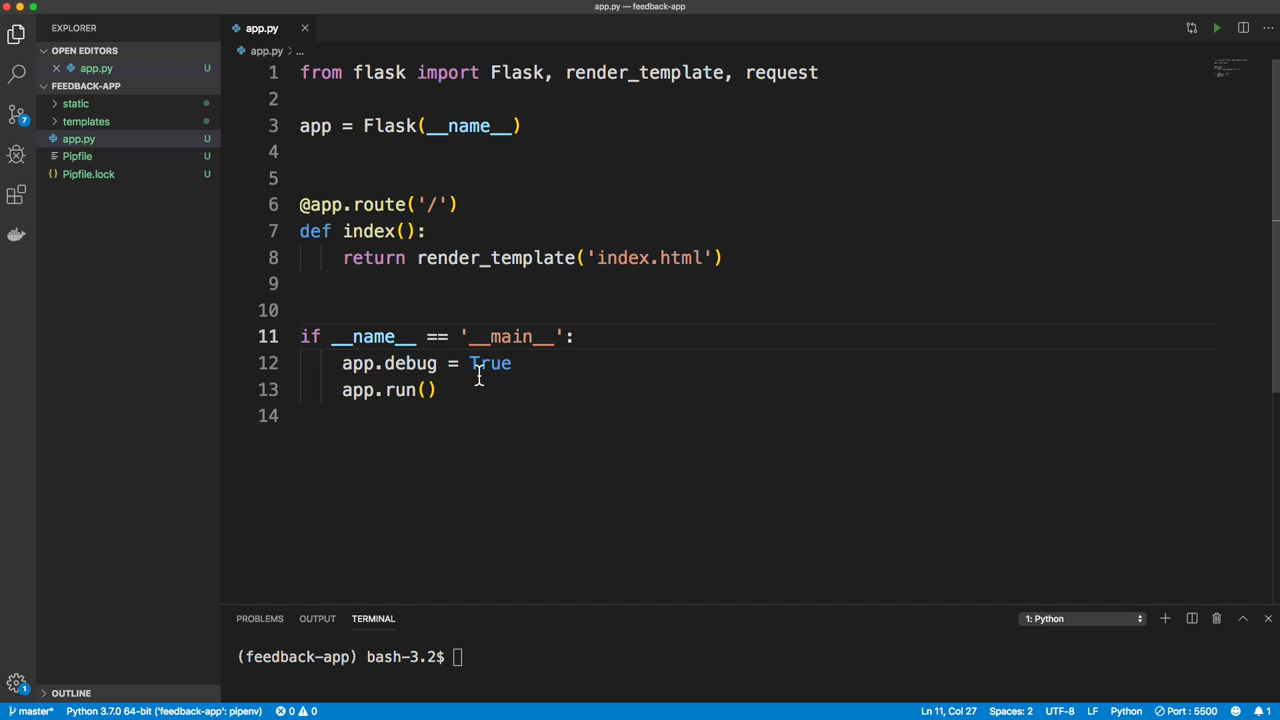 app.py — feedback-app
EXPLORER
OPEN EDITORS
app.py U
FEEDBACK-APP
static
templates
app.py U
Pipfile U
{} Pipfile.lock U
OUTLINE
7
1
app.py
app.py > ...
1 from flask import Flask, render_template, request
2
3 app = Flask(__name__)
4
5
6 @app.route('/')
7 def index():
8 return render_template('index.html')
9
10
11 if __name__ == '__main__':
12 app.debug = True
13 app.run()
14
PROBLEMS OUTPUT TERMINAL 1: Python
(feedback-app) bash-3.2$
master* Python 3.7.0 64-bit ('feedback-app': pipenv) 0 0 Ln 11, Col 27 Spaces: 2 UTF-8 LF Python Port : 5500 1